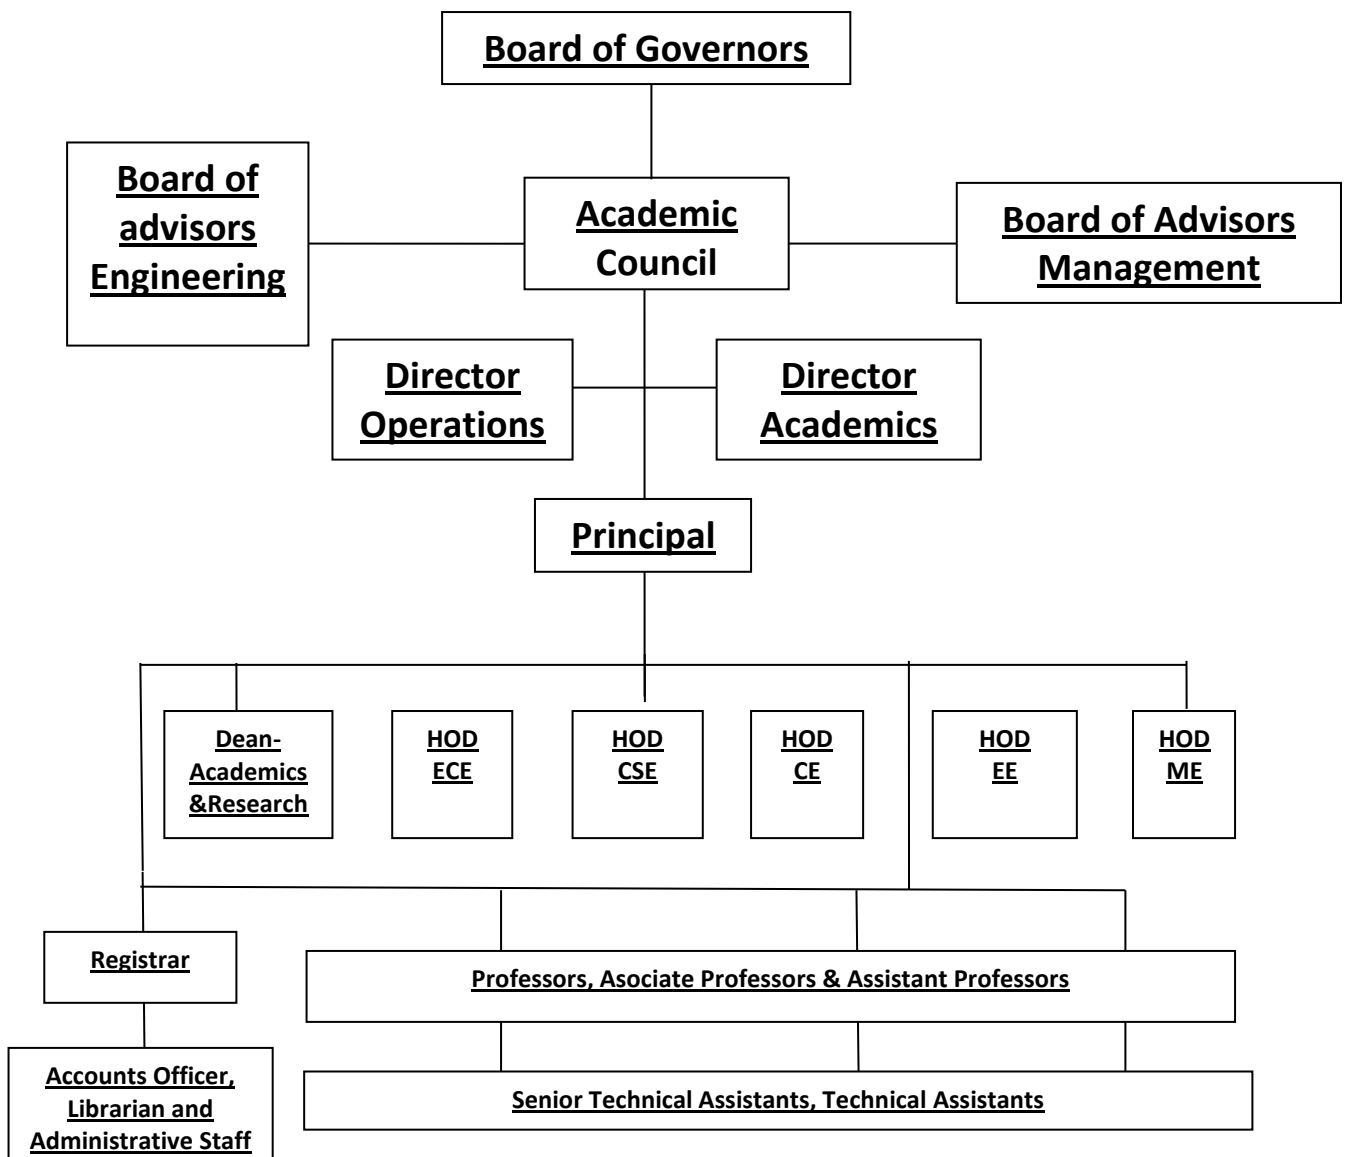 Board of Governors
Board of
advisors
Engineering
Academic
Council
Board of Advisors
Management
Director
Operations
Director
Academics
Principal
Dean-
Academics
&Research
HOD
ECE
HOD
CSE
HOD
CE
HOD
EE
HOD
ME
Registrar
Professors, Asociate Professors & Assistant Professors
Accounts Officer,
Librarian and
Administrative Staff
Senior Technical Assistants, Technical Assistants